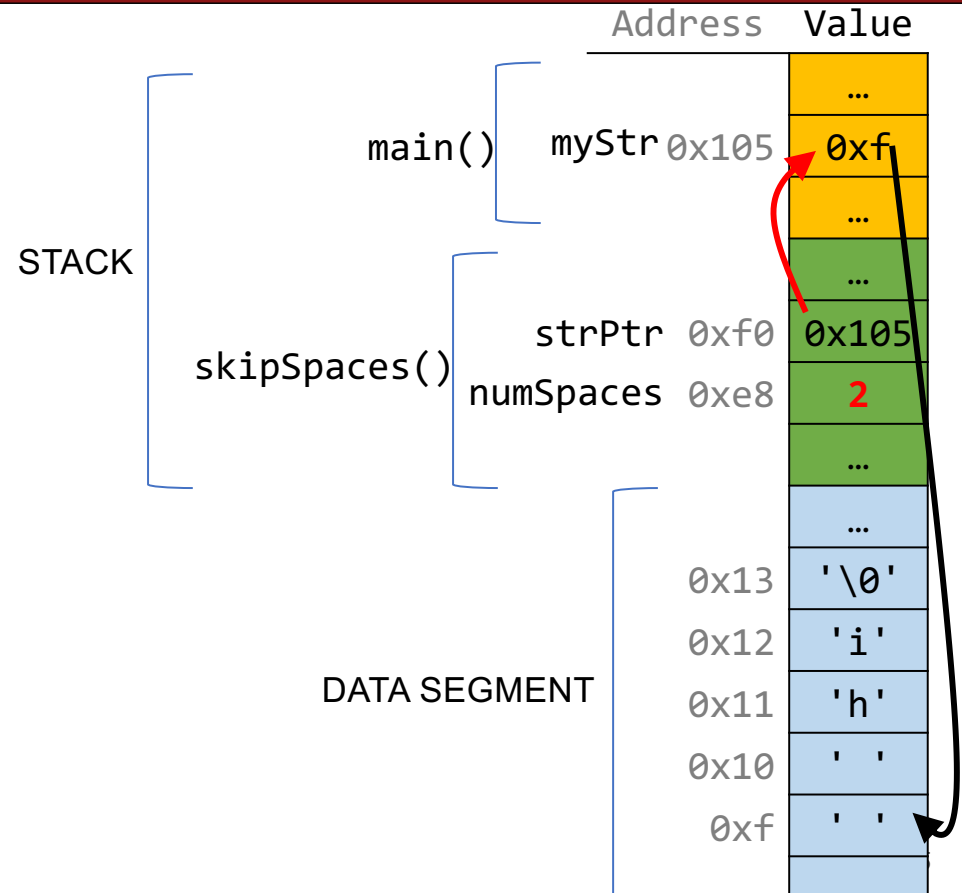 Address Value
…
main() myStr 0x105 0xf
…
STACK
…
strPtr 0xf0 0x105
skipSpaces()
numSpaces 0xe8 2
…
…
0x13 '\0'
0x12 'i'
DATA SEGMENT
0x11 'h'
0x10 ' '
0xf ' '